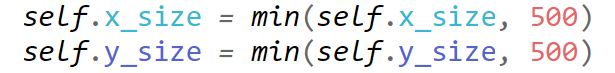 self.x_size = min(self.x_size, 500)
self.y_size = min(self.y_size, 500)